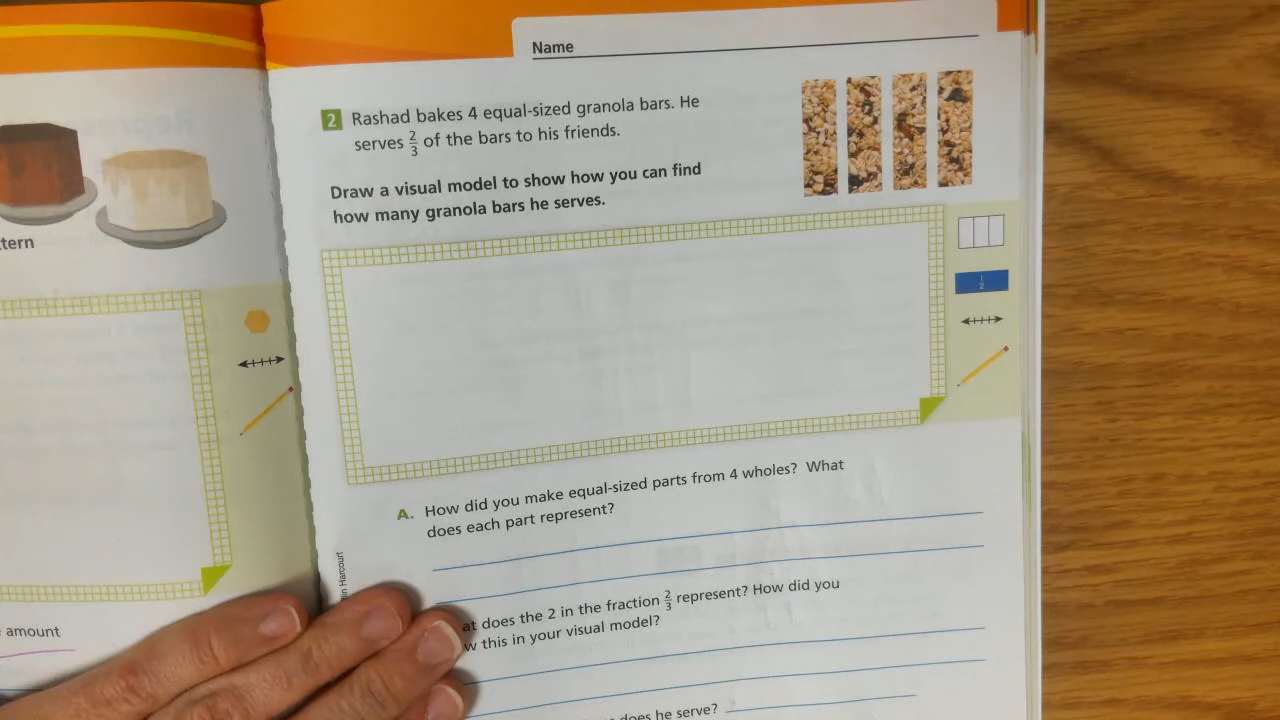 Name
2 Rashad bakes 4 equal-sized granola bars. He
serves 2/3 of the bars to his friends.
Draw a visual model to show how you can find
how many granola bars he serves.
tern
1/2
A. How did you make equal-sized parts from 4 wholes? What
does each part represent?
Harcourt
does the 2 in the fraction 2/3 represent? How did you
this in your visual model?
amount
does he serve?